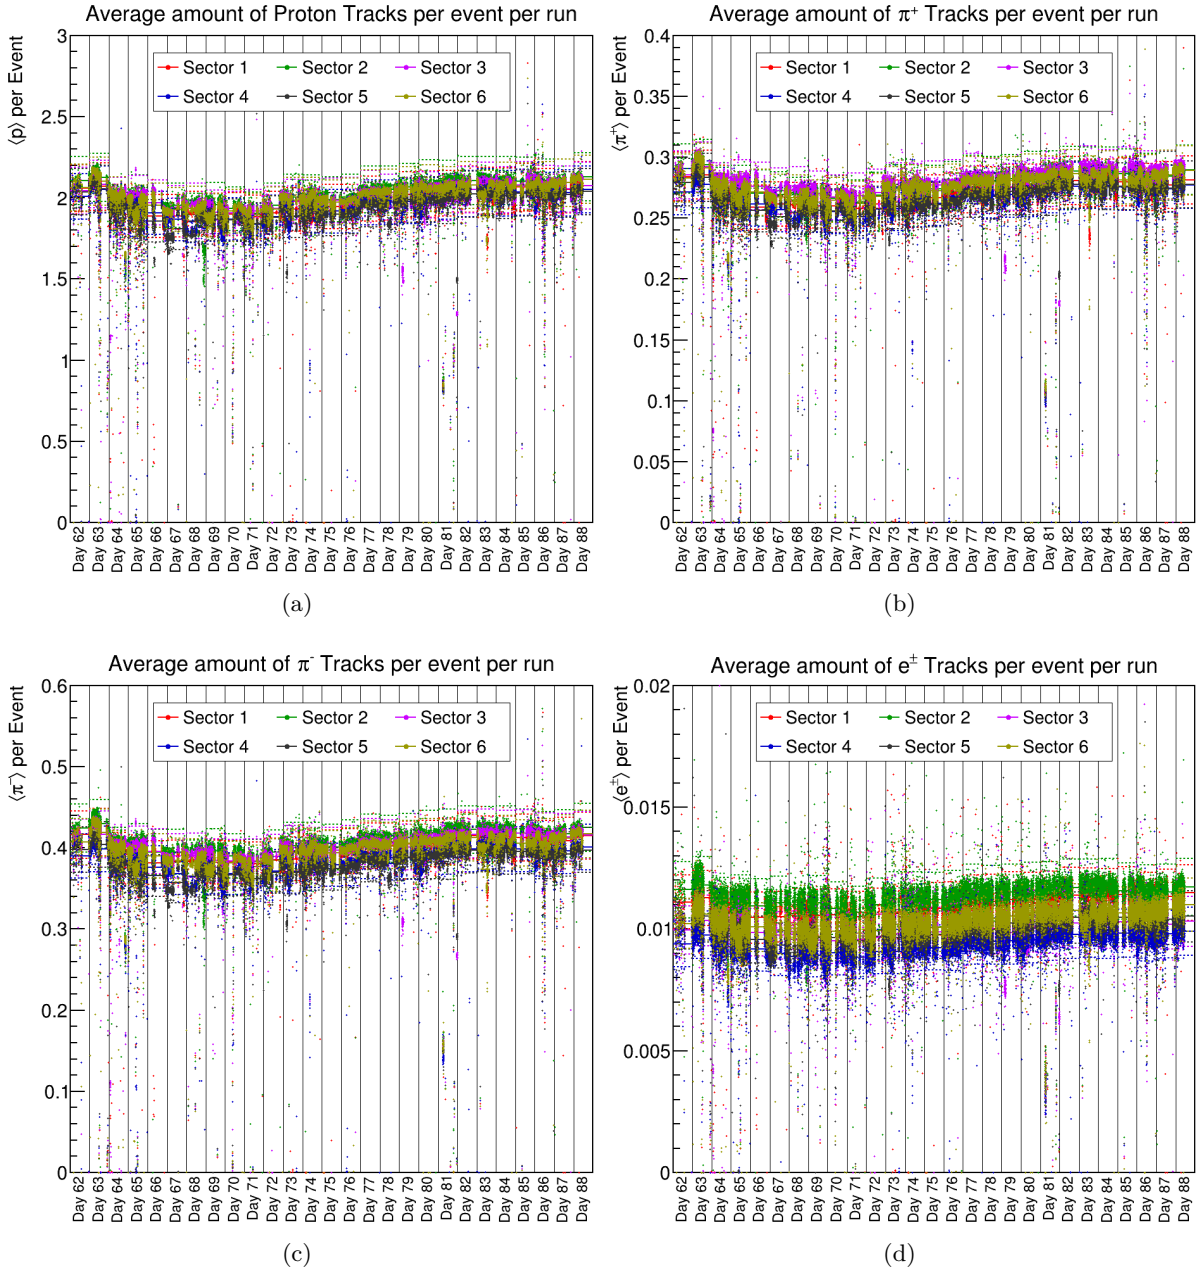 Average amount of Proton Tracks per event per run
⟨p⟩ per Event
3
2.5
2
1.5
1
0.5
0
Sector 1 Sector 2 Sector 3
Sector 4 Sector 5 Sector 6
Day 62 Day 63 Day 64 Day 65 Day 66 Day 67 Day 68 Day 69 Day 70 Day 71 Day 72 Day 73 Day 74 Day 75 Day 76 Day 77 Day 78 Day 79 Day 80 Day 81 Day 82 Day 83 Day 84 Day 85 Day 86 Day 87 Day 88
(a)
Average amount of π⁺ Tracks per event per run
⟨π⁺⟩ per Event
0.4
0.35
0.3
0.25
0.2
0.15
0.1
0.05
0
Sector 1 Sector 2 Sector 3
Sector 4 Sector 5 Sector 6
Day 62 Day 63 Day 64 Day 65 Day 66 Day 67 Day 68 Day 69 Day 70 Day 71 Day 72 Day 73 Day 74 Day 75 Day 76 Day 77 Day 78 Day 79 Day 80 Day 81 Day 82 Day 83 Day 84 Day 85 Day 86 Day 87 Day 88
(b)
Average amount of π⁻ Tracks per event per run
⟨π⁻⟩ per Event
0.6
0.5
0.4
0.3
0.2
0.1
0
Sector 1 Sector 2 Sector 3
Sector 4 Sector 5 Sector 6
Day 62 Day 63 Day 64 Day 65 Day 66 Day 67 Day 68 Day 69 Day 70 Day 71 Day 72 Day 73 Day 74 Day 75 Day 76 Day 77 Day 78 Day 79 Day 80 Day 81 Day 82 Day 83 Day 84 Day 85 Day 86 Day 87 Day 88
(c)
Average amount of e± Tracks per event per run
⟨e±⟩ per Event
0.02
0.015
0.01
0.005
0
Sector 1 Sector 2 Sector 3
Sector 4 Sector 5 Sector 6
Day 62 Day 63 Day 64 Day 65 Day 66 Day 67 Day 68 Day 69 Day 70 Day 71 Day 72 Day 73 Day 74 Day 75 Day 76 Day 77 Day 78 Day 79 Day 80 Day 81 Day 82 Day 83 Day 84 Day 85 Day 86 Day 87 Day 88
(d)